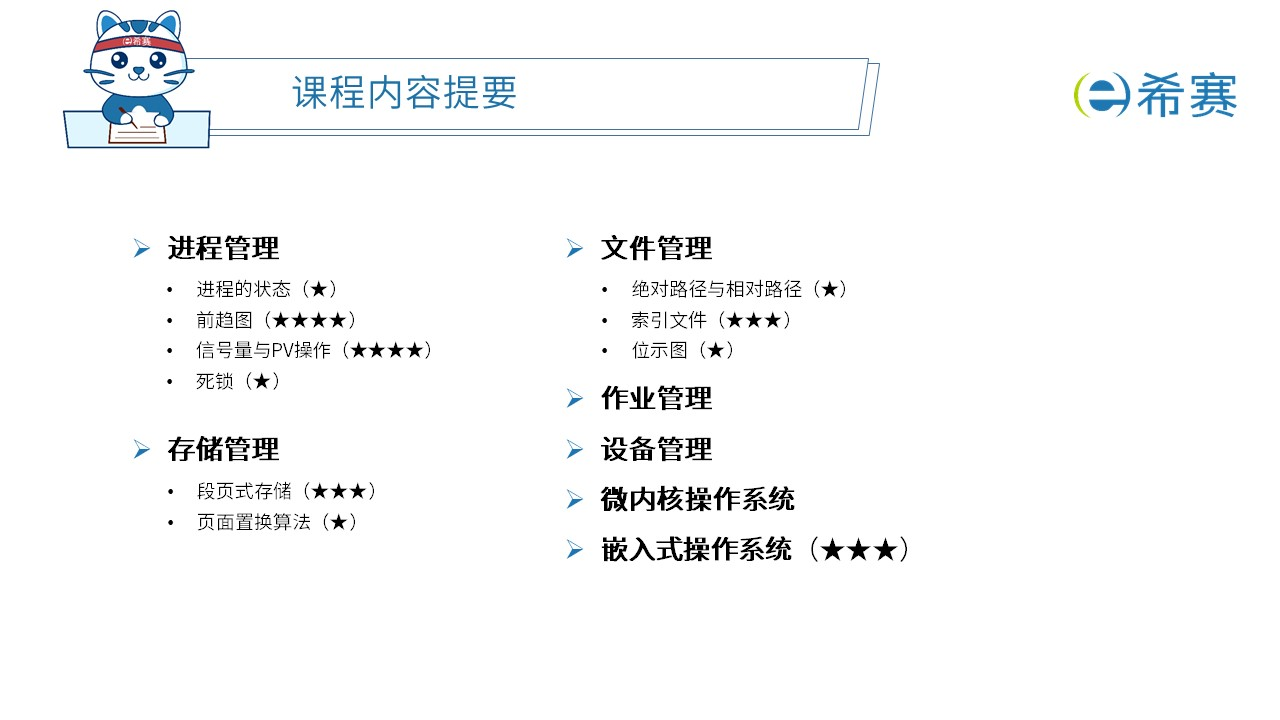 希赛
课程内容提要
希赛
进程管理
进程的状态（★）
前趋图（★★★★）
信号量与PV操作（★★★★）
死锁（★）
存储管理
段页式存储（★★★）
页面置换算法（★）
文件管理
绝对路径与相对路径（★）
索引文件（★★★）
位示图（★）
作业管理
设备管理
微内核操作系统
嵌入式操作系统（★★★）